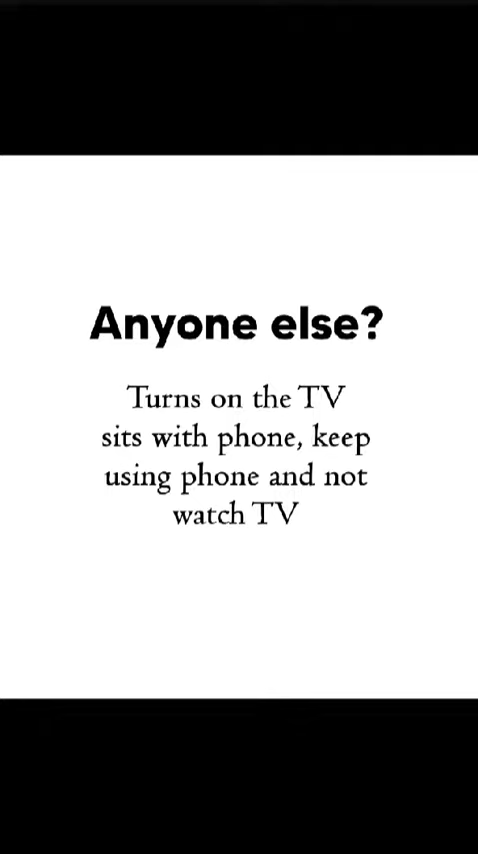 Anyone else?
Turns on the TV
sits with phone, keep
using phone and not
watch TV